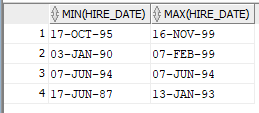 MIN(HIRE_DATE) MAX(HIRE_DATE)
1 17-OCT-95 16-NOV-99
2 03-JAN-90 07-FEB-99
3 07-JUN-94 07-JUN-94
4 17-JUN-87 13-JAN-93